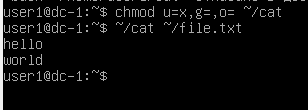 user1@dc-1:~$ chmod u=x,g=,o= ~/cat
user1@dc-1:~$ ~/cat ~/file.txt
hello
world
user1@dc-1:~$